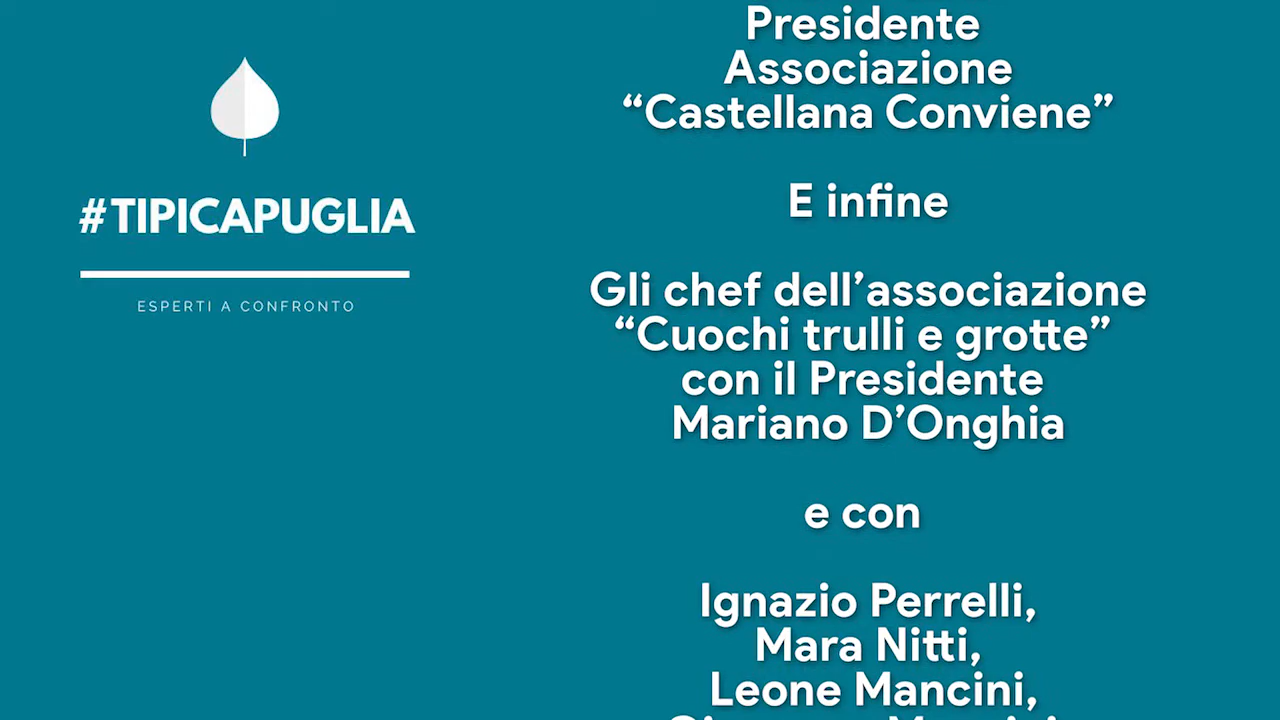 #TIPICAPUGLIA
ESPERTI A CONFRONTO
Presidente
Associazione
“Castellana Conviene”
E infine
Gli chef dell’associazione
“Cuochi trulli e grotte”
con il Presidente
Mariano D’Onghia
e con
Ignazio Perrelli,
Mara Nitti,
Leone Mancini,